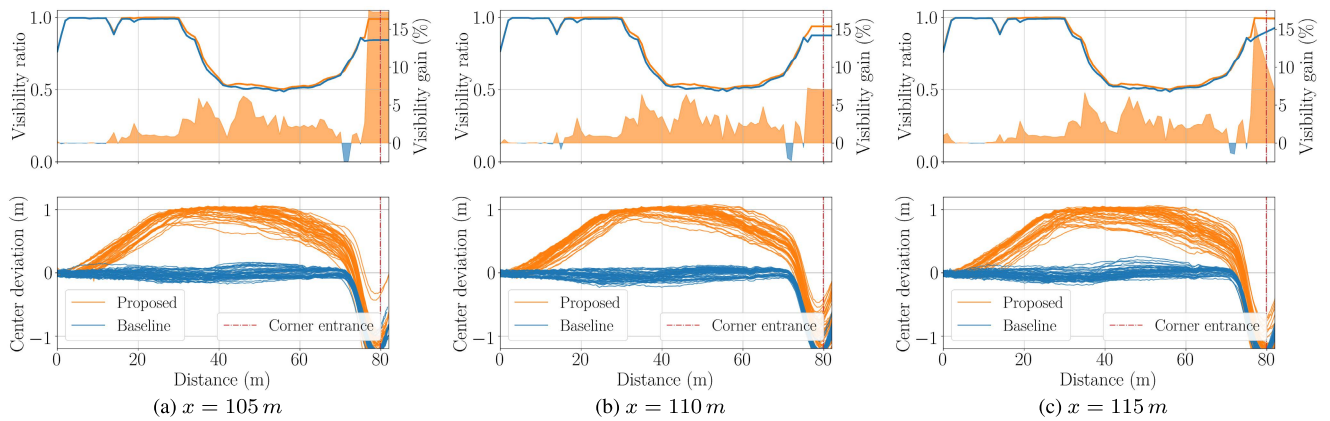 1.0
0.5
0.0
Visibility ratio
15
10
5
0
Visibility gain (%)
1
0
−1
Center deviation (m)
Proposed
Baseline
Corner entrance
0
20
40
60
80
Distance (m)
(a) x = 105 m
1.0
0.5
0.0
Visibility ratio
15
10
5
0
Visibility gain (%)
1
0
−1
Center deviation (m)
Proposed
Baseline
Corner entrance
0
20
40
60
80
Distance (m)
(b) x = 110 m
1.0
0.5
0.0
Visibility ratio
15
10
5
0
Visibility gain (%)
1
0
−1
Center deviation (m)
Proposed
Baseline
Corner entrance
0
20
40
60
80
Distance (m)
(c) x = 115 m